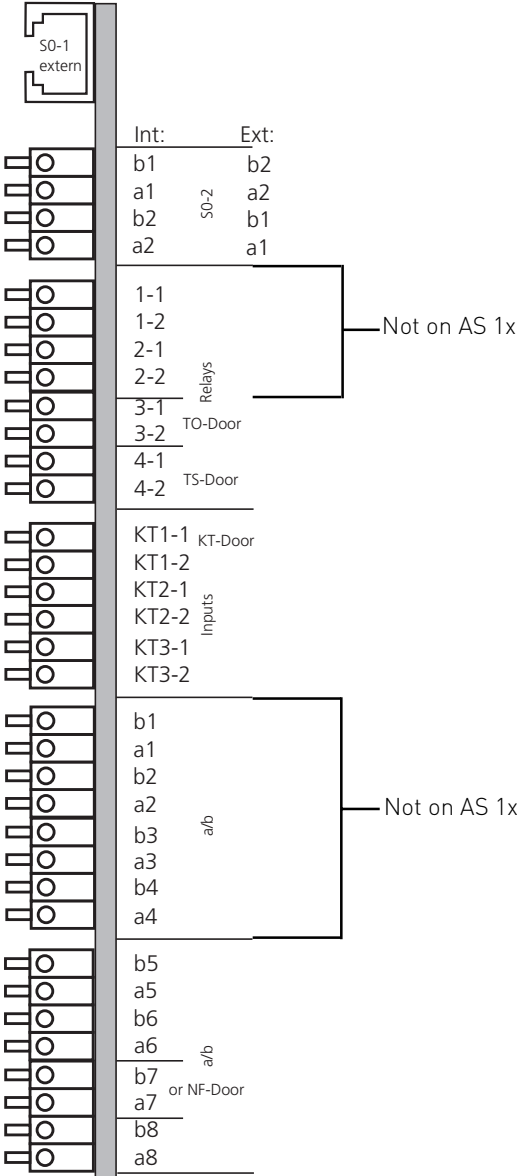 S0-1
extern
Int: Ext:
b1 b2
a1 a2
S0-2
b2 b1
a2 a1
1-1
1-2
Not on AS 1x
2-1
2-2
Relays
3-1
TO-Door
3-2
4-1
TS-Door
4-2
KT1-1 KT-Door
KT1-2
KT2-1
KT2-2
Inputs
KT3-1
KT3-2
b1
a1
b2
a2
Not on AS 1x
a/b
b3
a3
b4
a4
b5
a5
b6
a6
a/b
b7
or NF-Door
a7
b8
a8